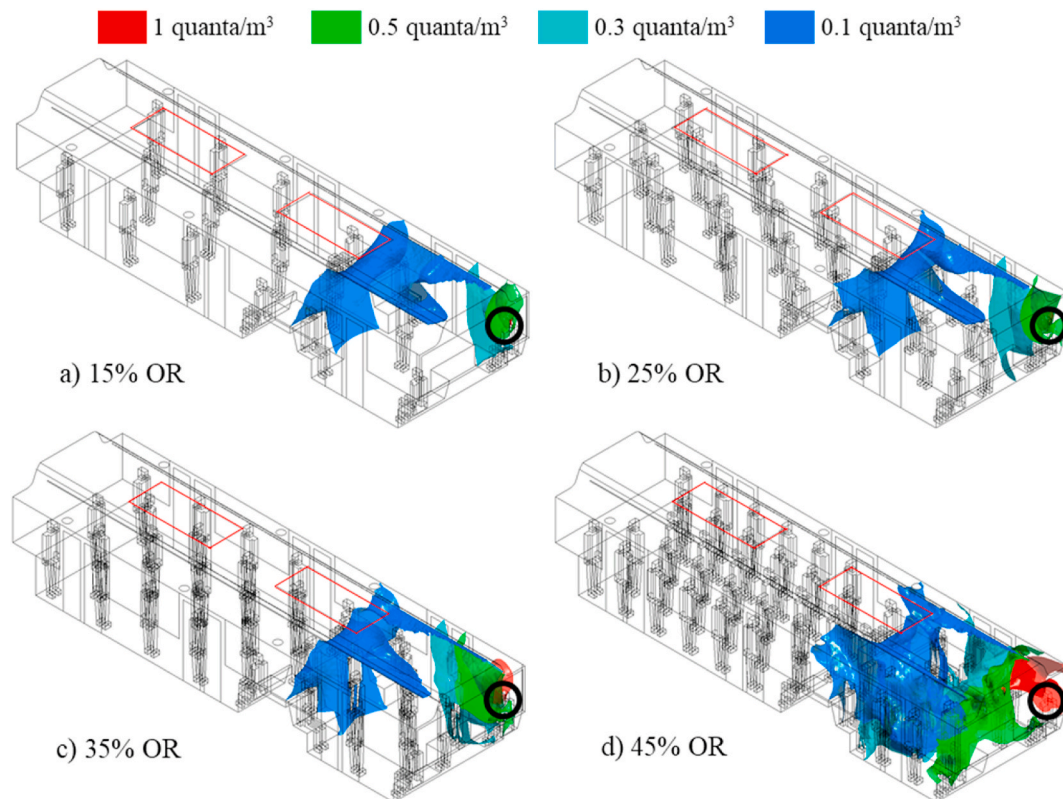 1 quanta/m³ 0.5 quanta/m³ 0.3 quanta/m³ 0.1 quanta/m³
a) 15% OR
b) 25% OR
c) 35% OR
d) 45% OR